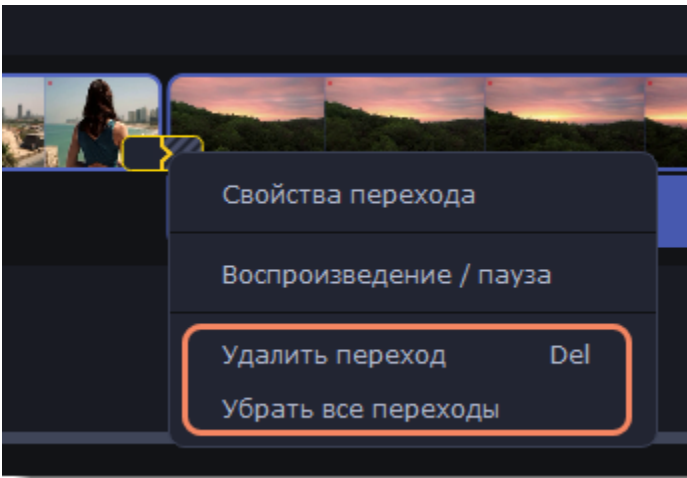 Свойства перехода
Воспроизведение / пауза
Удалить переход Del
Убрать все переходы